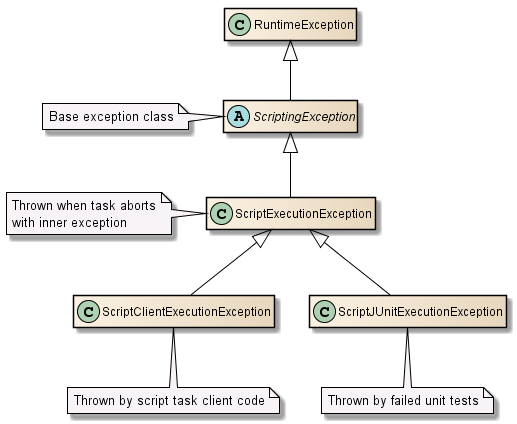 C RuntimeException
Base exception class
A ScriptingException
Thrown when task aborts
with inner exception
C ScriptExecutionException
C ScriptClientExecutionException
C ScriptJUnitExecutionException
Thrown by script task client code
Thrown by failed unit tests